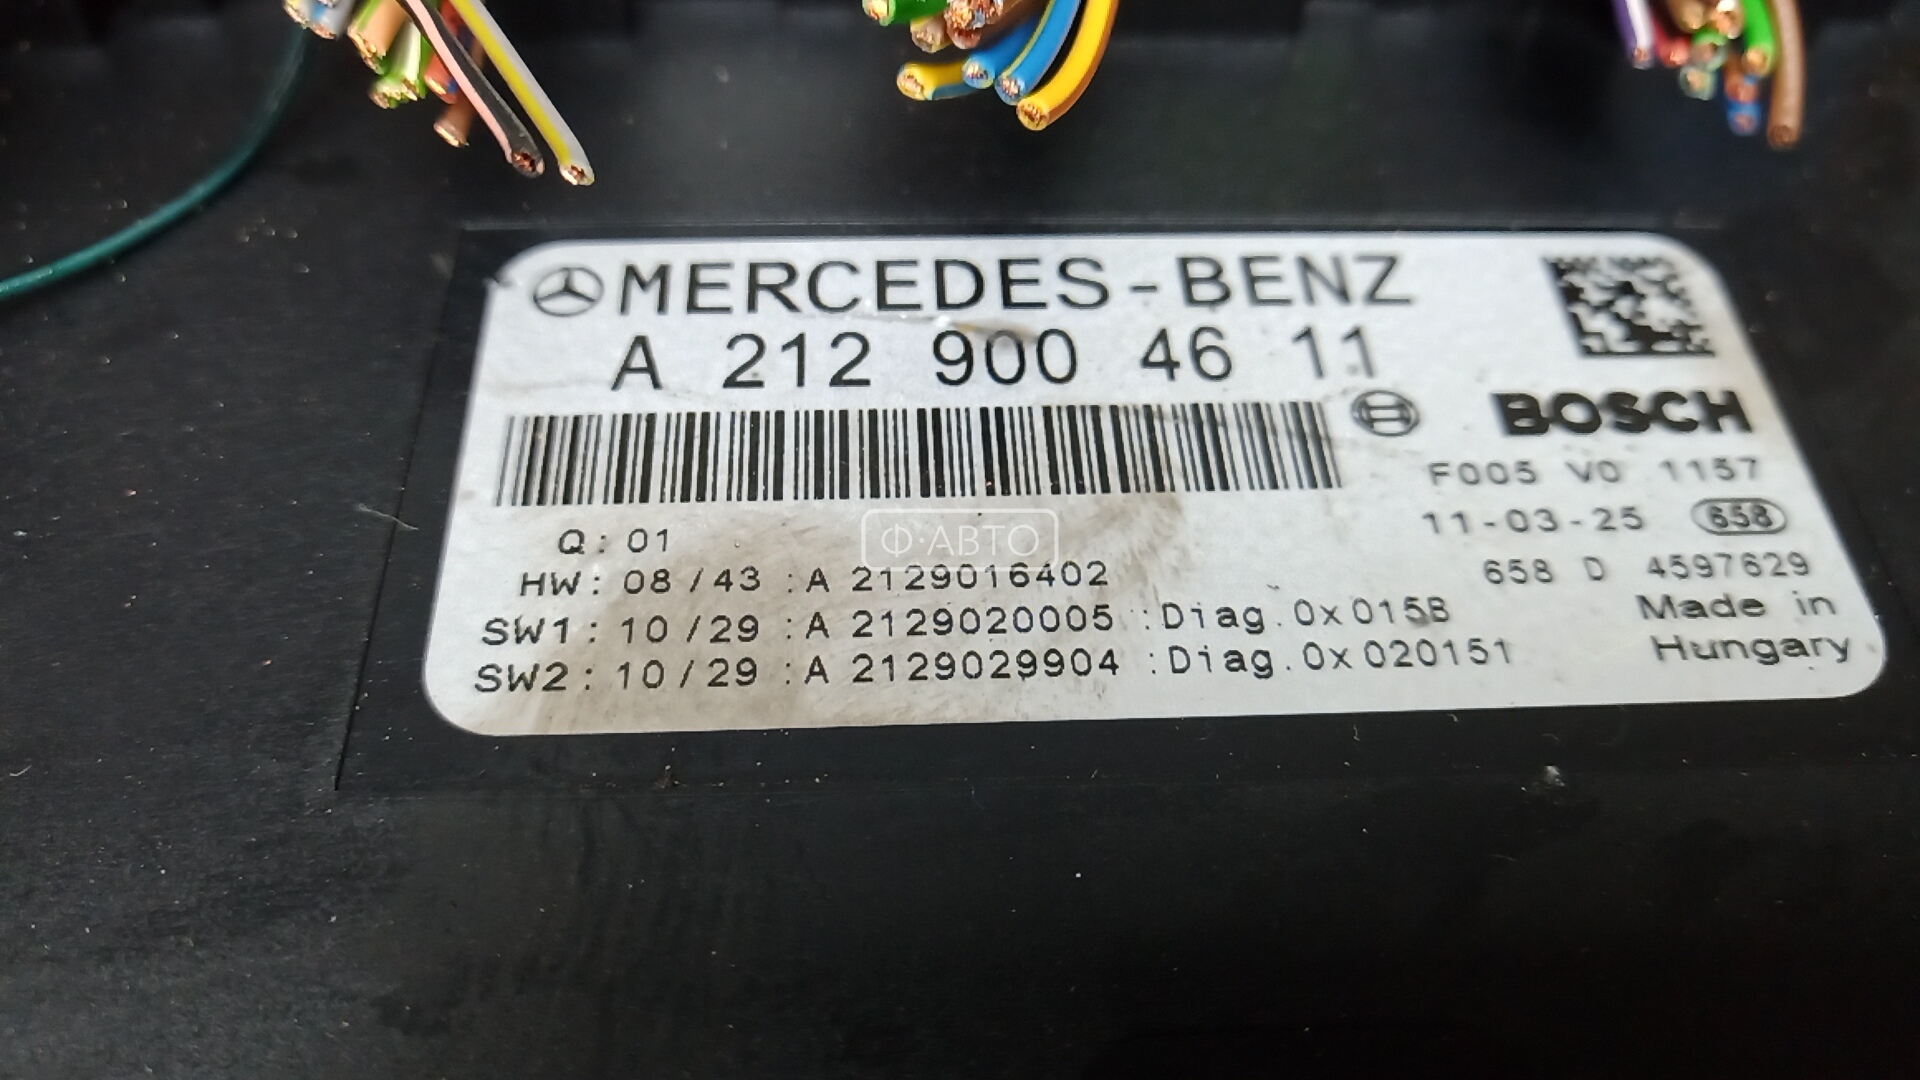 MERCEDES-BENZ
A 212 900 46 11
BOSCH
F005 V0 1157
11-03-25 658
658 D 4597629
Made in
Hungary
Q: 01
HW: 08/43 :A 2129016402
SW1: 10/29 :A 2129020005 :Diag.0x015B
SW2: 10/29 :A 2129029904 :Diag.0x020151
Ф·АВТО